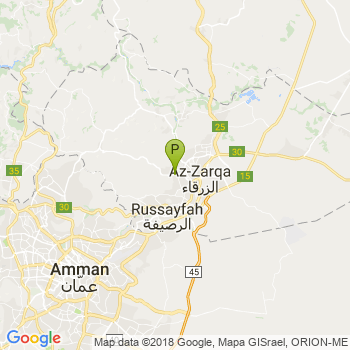 P
25
30
35
Az-Zarqa
الزرقاء
15
30
Russayfah
الرصيفة
Amman
عمّان
45
Google
Map data ©2018 Google, Mapa GISrael, ORION-ME